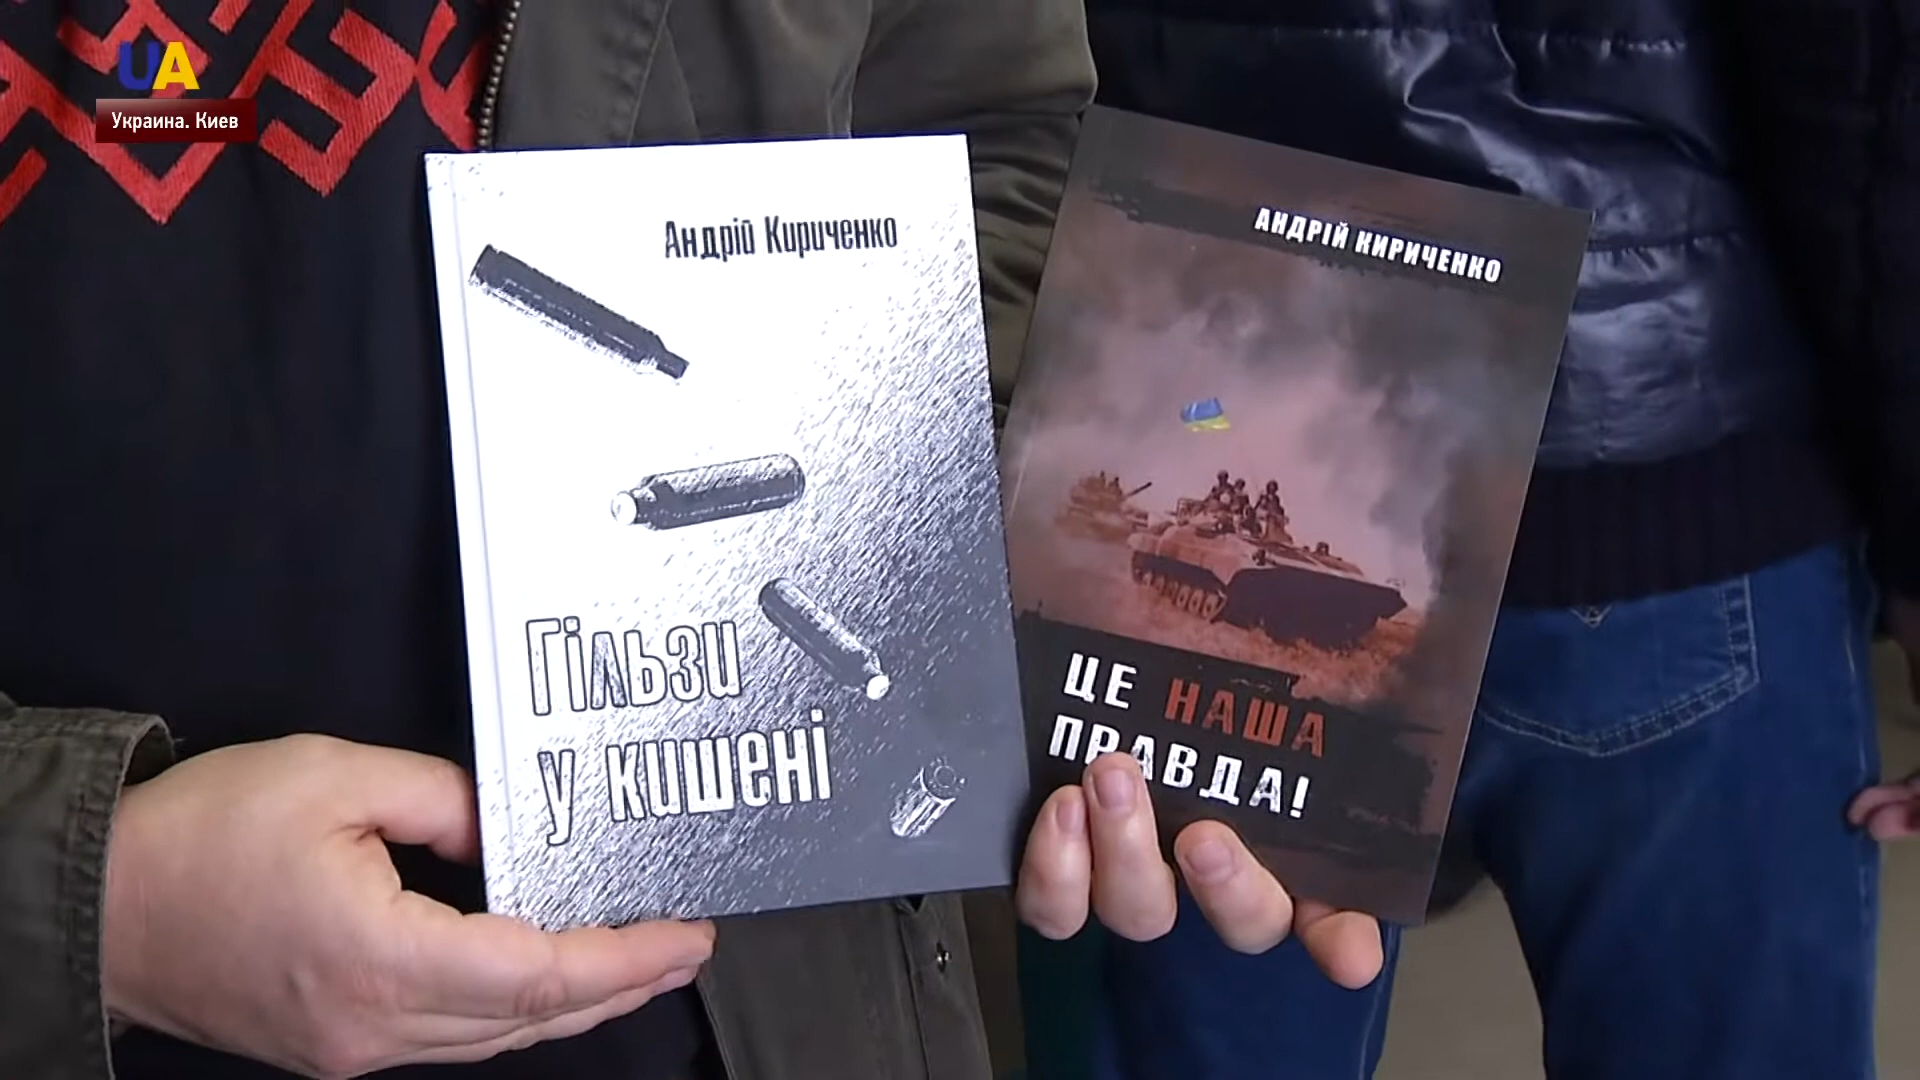 UA
Украина. Киев
Андрій Кириченко
Гільзи
у кишені
АНДРІЙ КИРИЧЕНКО
ЦЕ НАША
ПРАВДА!